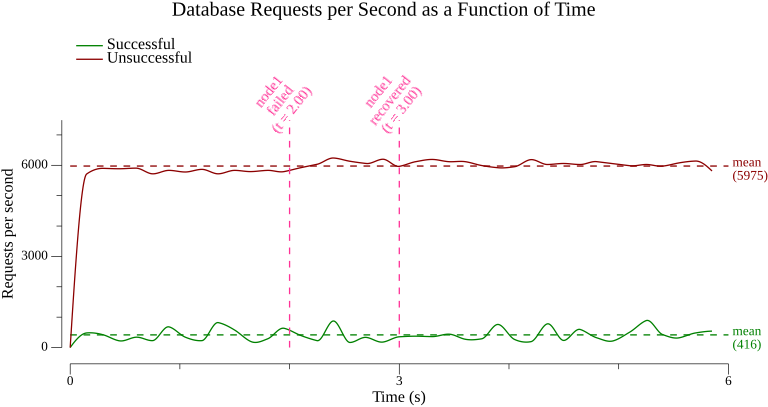 Database Requests per Second as a Function of Time
Successful
Unsuccessful
node1
failed
(t = 2.00)
node1
recovered
(t = 3.00)
Requests per second
6000
3000
0
mean
(5975)
mean
(416)
0
3
6
Time (s)